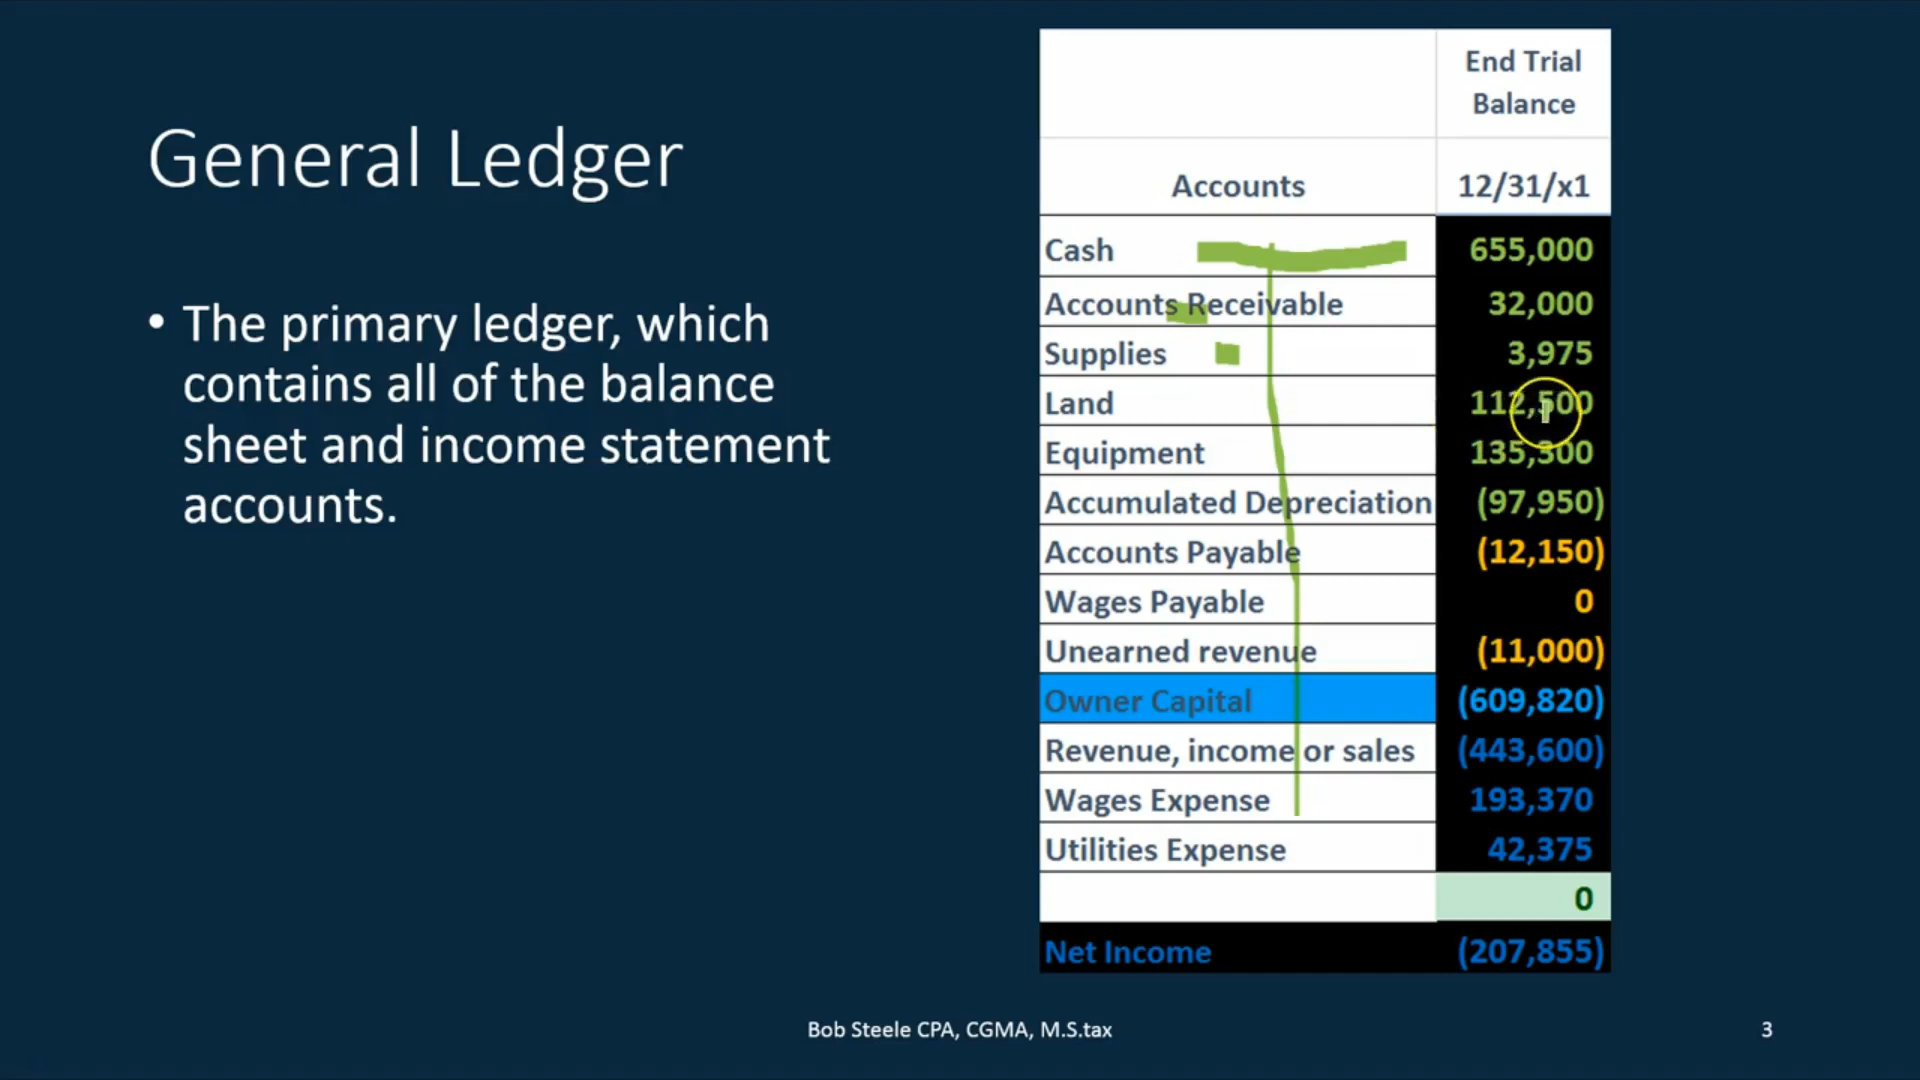 General Ledger
• The primary ledger, which
contains all of the balance
sheet and income statement
accounts.
End Trial
Balance
Accounts 12/31/x1
Cash 655,000
Accounts Receivable 32,000
Supplies 3,975
Land 112,500
Equipment 135,300
Accumulated Depreciation (97,950)
Accounts Payable (12,150)
Wages Payable 0
Unearned revenue (11,000)
Owner Capital (609,820)
Revenue, income or sales (443,600)
Wages Expense 193,370
Utilities Expense 42,375
0
Net Income (207,855)
Bob Steele CPA, CGMA, M.S.tax
3